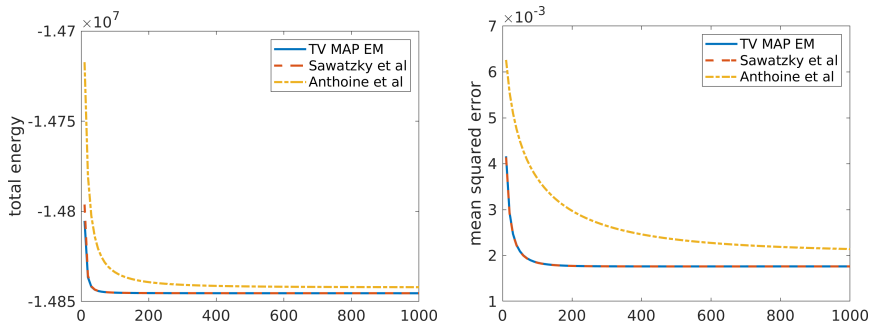 ×10⁷
-1.47
-1.475
-1.48
-1.485
total energy
TV MAP EM
Sawatzky et al
Anthoine et al
0 200 400 600 800 1000
×10⁻³
7
6
5
4
3
2
1
mean squared error
TV MAP EM
Sawatzky et al
Anthoine et al
0 200 400 600 800 1000